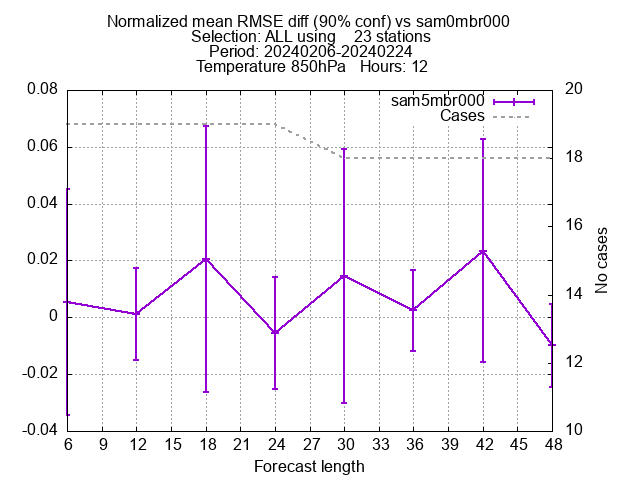 Normalized mean RMSE diff (90% conf) vs sam0mbr000
Selection: ALL using    23 stations
Period: 20240206-20240224
Temperature 850hPa   Hours: 12
sam5mbr000
Cases
0.08
0.06
0.04
0.02
0
-0.02
-0.04
20
18
16
14
12
10
No cases
6 9 12 15 18 21 24 27 30 33 36 39 42 45 48
Forecast length